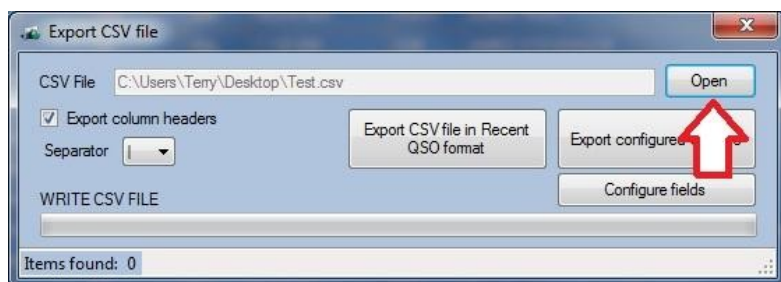 Export CSV file
CSV File C:\Users\Terry\Desktop\Test.csv Open
Export column headers
Separator |
Export CSV file in Recent
QSO format
Export configured
Configure fields
WRITE CSV FILE
Items found: 0